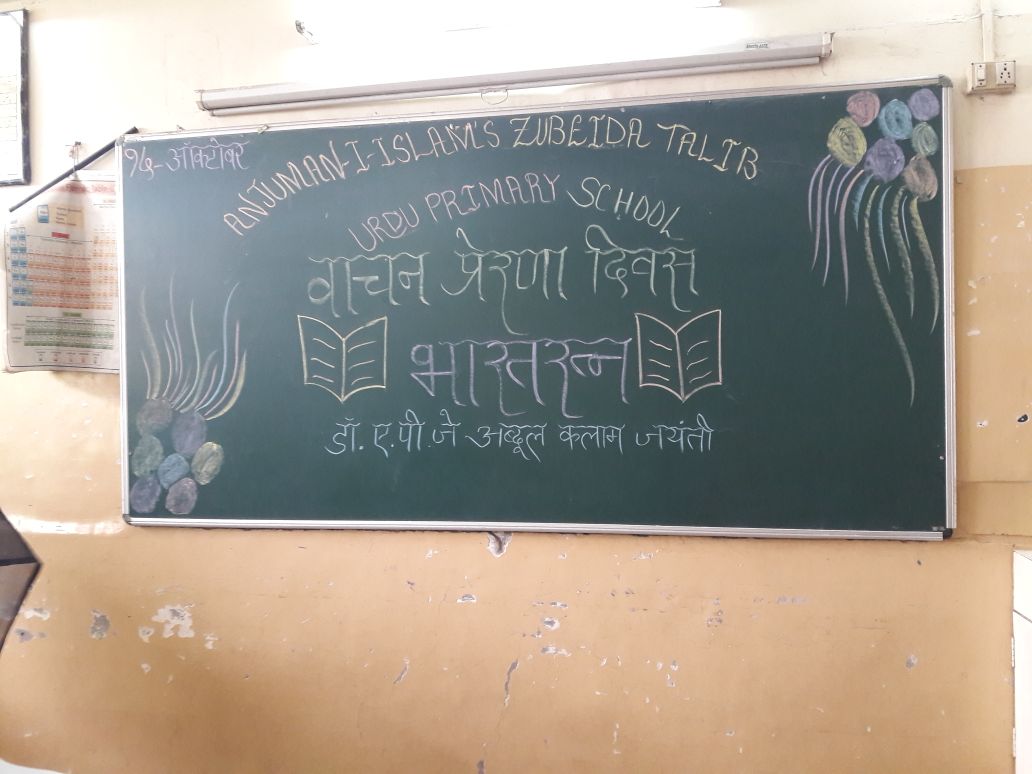 १५- ऑक्टोबर
ANJUMAN-I-ISLAM'S ZUBEIDA TALIB
URDU PRIMARY SCHOOL
वाचन प्रेरणा दिवस
भारतरत्न
डॉ. ए.पी.जे अब्दूल कलाम जयंती